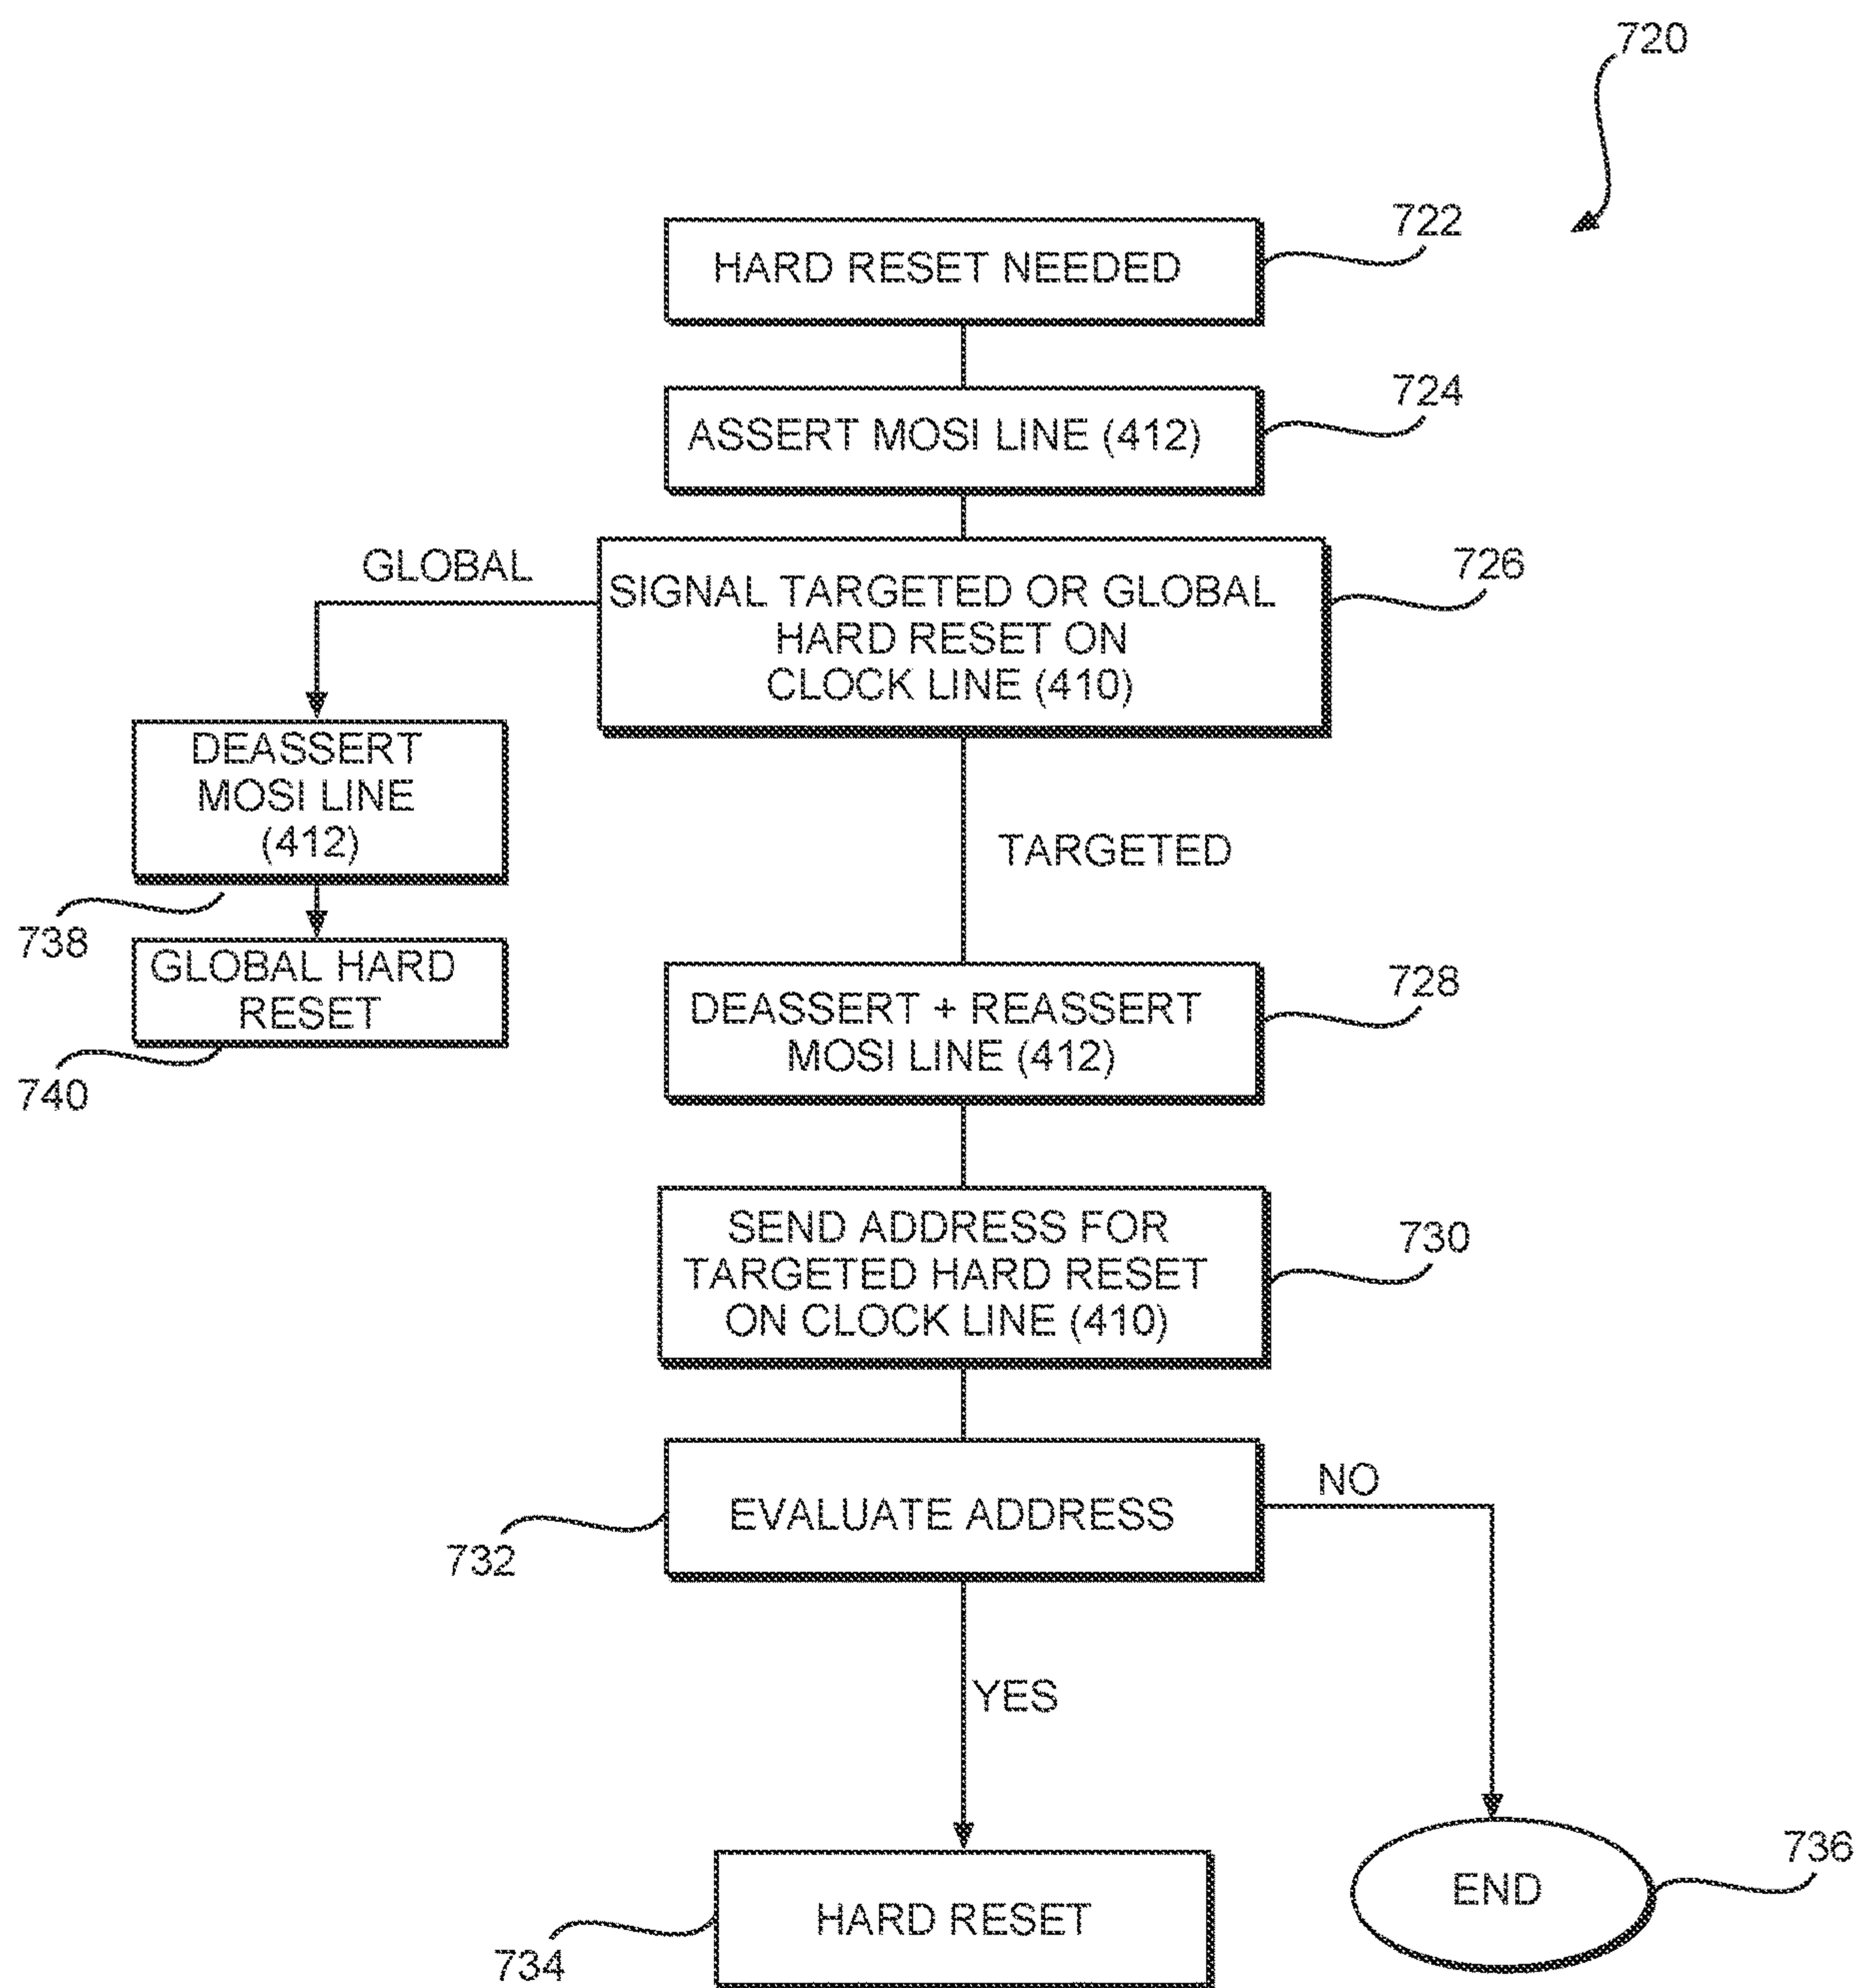 720
HARD RESET NEEDED
722
ASSERT MOSI LINE (412)
724
GLOBAL
SIGNAL TARGETED OR GLOBAL
HARD RESET ON
CLOCK LINE (410)
726
DEASSERT
MOSI LINE
(412)
738
GLOBAL HARD
RESET
740
TARGETED
DEASSERT + REASSERT
MOSI LINE (412)
728
SEND ADDRESS FOR
TARGETED HARD RESET
ON CLOCK LINE (410)
730
EVALUATE ADDRESS
732
NO
YES
HARD RESET
734
END
736